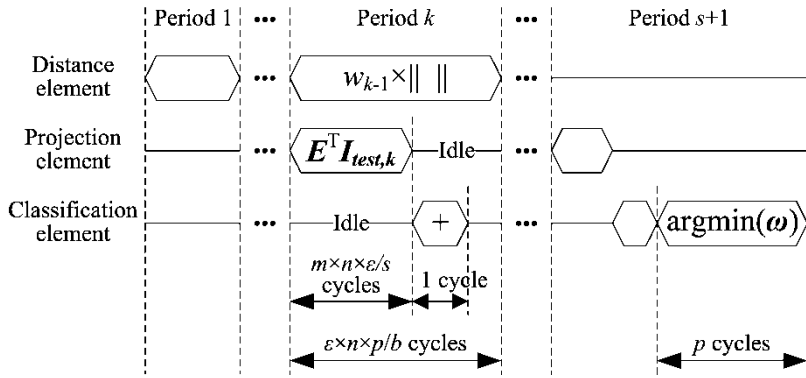 Period 1 ••• Period k ••• Period s+1
Distance element ••• w_{k-1}×|| || •••
Projection element ••• E^T I_{test,k} Idle •••
Classification element ••• Idle + ••• argmin(ω)
m×n×ε/s cycles 1 cycle
ε×n×p/b cycles p cycles